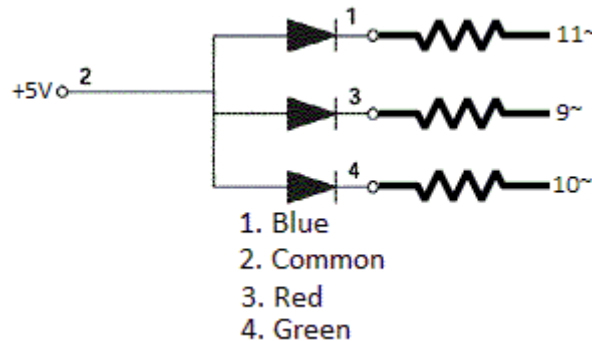 1 11~
+5V 2
3 9~
4 10~
1. Blue
2. Common
3. Red
4. Green